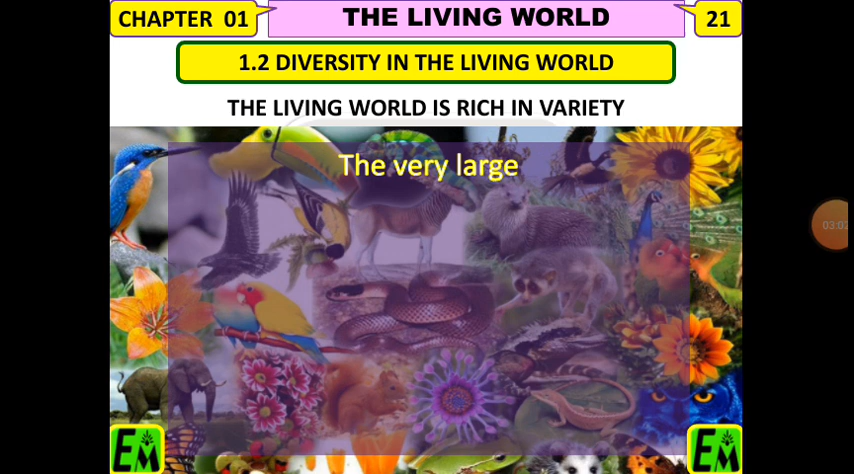 CHAPTER 01
THE LIVING WORLD
21
1.2 DIVERSITY IN THE LIVING WORLD
THE LIVING WORLD IS RICH IN VARIETY
The very large
EM
EM